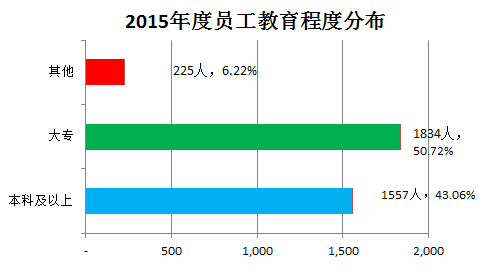 2015年度员工教育程度分布
其他
225人，6.22%
大专
1834人，
50.72%
本科及以上
1557人，43.06%
-
500
1,000
1,500
2,000